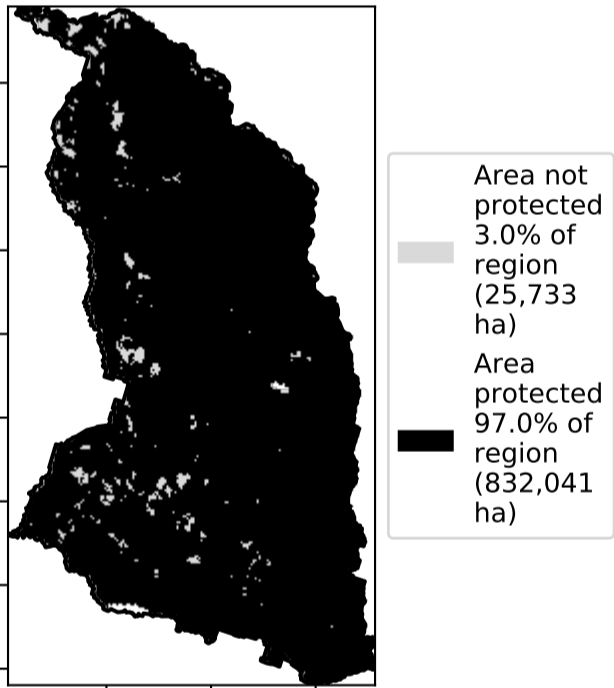 Area not
protected
3.0% of
region
(25,733
ha)
Area
protected
97.0% of
region
(832,041
ha)